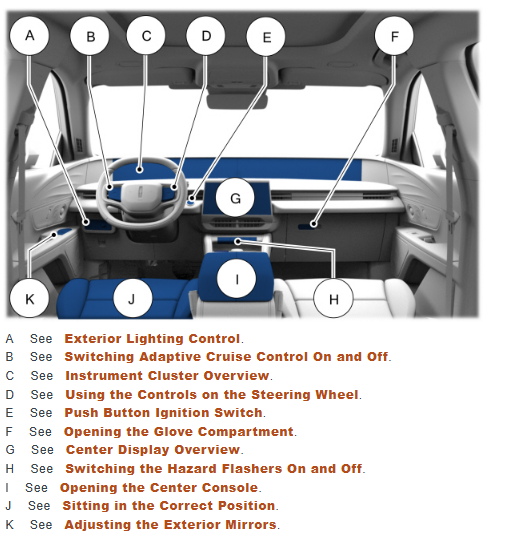 A B C D E F
G
K J I H
A See Exterior Lighting Control.
B See Switching Adaptive Cruise Control On and Off.
C See Instrument Cluster Overview.
D See Using the Controls on the Steering Wheel.
E See Push Button Ignition Switch.
F See Opening the Glove Compartment.
G See Center Display Overview.
H See Switching the Hazard Flashers On and Off.
I See Opening the Center Console.
J See Sitting in the Correct Position.
K See Adjusting the Exterior Mirrors.